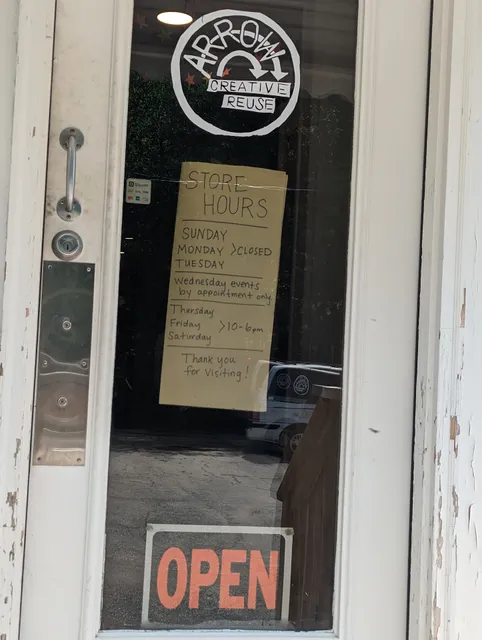 ARROW
CREATIVE
REUSE
STORE
HOURS
SUNDAY
MONDAY >CLOSED
TUESDAY
Wednesday events
by appointment only
Thursday
Friday >10-6pm
Saturday
Thank you
for visiting!
OPEN